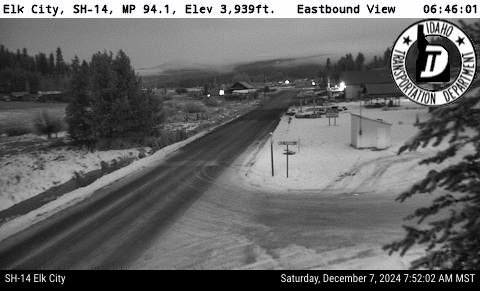 Elk City, SH-14, MP 94.1, Elev 3,939ft. Eastbound View 06:46:01
IDAHO
TRANSPORTATION DEPARTMENT
SH-14 Elk City
Saturday, December 7, 2024 7:52:02 AM MST